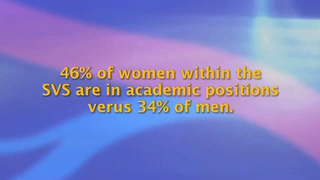 46% of women within the
SVS are in academic positions
verus 34% of men.